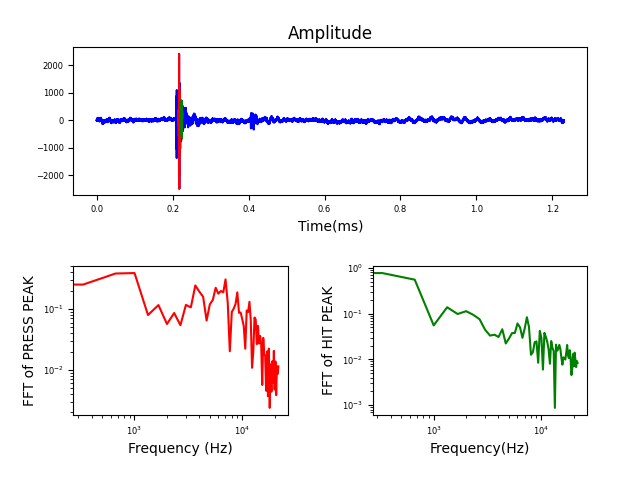 Amplitude
2000
1000
0
−1000
−2000
0.0 0.2 0.4 0.6 0.8 1.0 1.2
Time(ms)
FFT of PRESS PEAK
10⁻¹
10⁻²
10³ 10⁴
Frequency (Hz)
FFT of HIT PEAK
10⁰
10⁻¹
10⁻²
10⁻³
10³ 10⁴
Frequency(Hz)